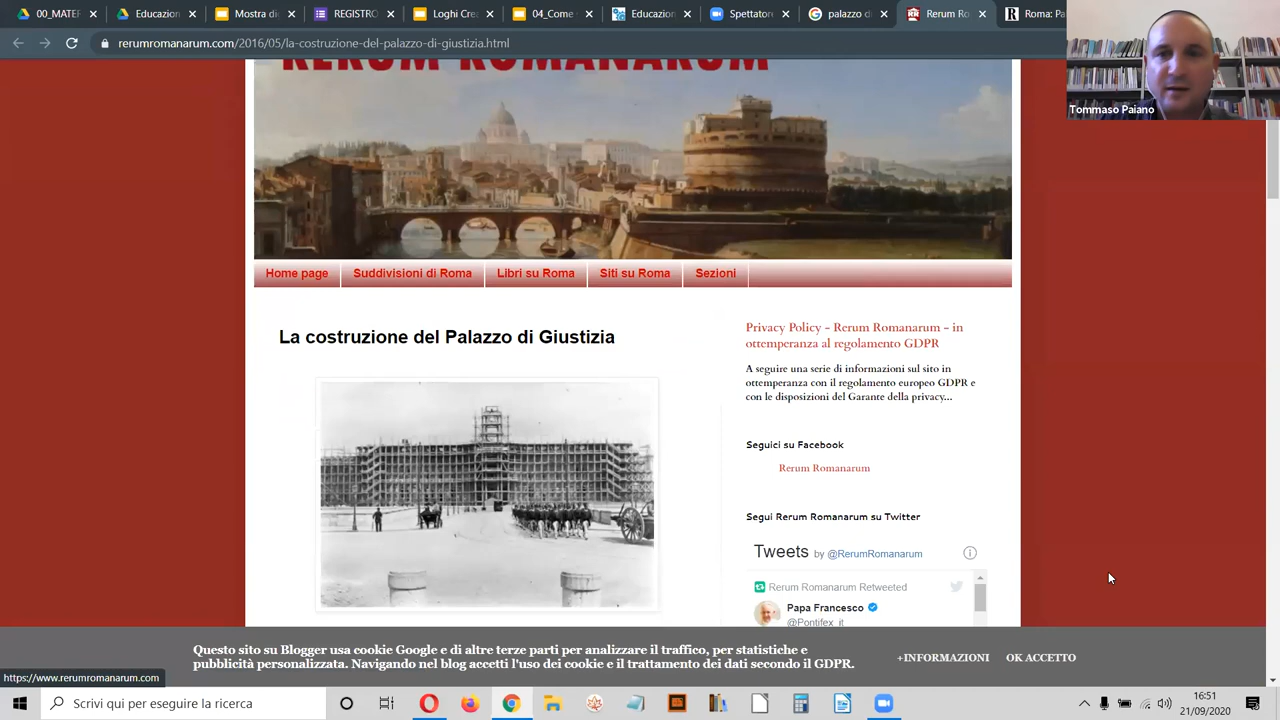 00_MATER
Educazion
Mostra di
REGISTRO
Loghi Crea
04_Come
Educazion
Spettatore
palazzo d
Rerum Ro
Roma: Pa
rerumromanarum.com/2016/05/la-costruzione-del-palazzo-di-giustizia.html
Tommaso Paiano
RERUM ROMANARUM
Home page
Suddivisioni di Roma
Libri su Roma
Siti su Roma
Sezioni
La costruzione del Palazzo di Giustizia
Privacy Policy - Rerum Romanarum - in
ottemperanza al regolamento GDPR
A seguire una serie di informazioni sul sito in
ottemperanza con il regolamento europeo GDPR e
con le disposizioni del Garante della privacy...
Seguici su Facebook
Rerum Romanarum
Segui Rerum Romanarum su Twitter
Tweets by @RerumRomanarum
Rerum Romanarum Retweeted
Papa Francesco
@Pontifex_it
Questo sito su Blogger usa cookie Google e di altre terze parti per analizzare il traffico, per statistiche e
pubblicità personalizzata. Navigando nel blog accetti l'uso dei cookie e il trattamento dei dati secondo il GDPR.
+INFORMAZIONI
OK ACCETTO
https://www.rerumromanarum.com
Scrivi qui per eseguire la ricerca
16:51
21/09/2020